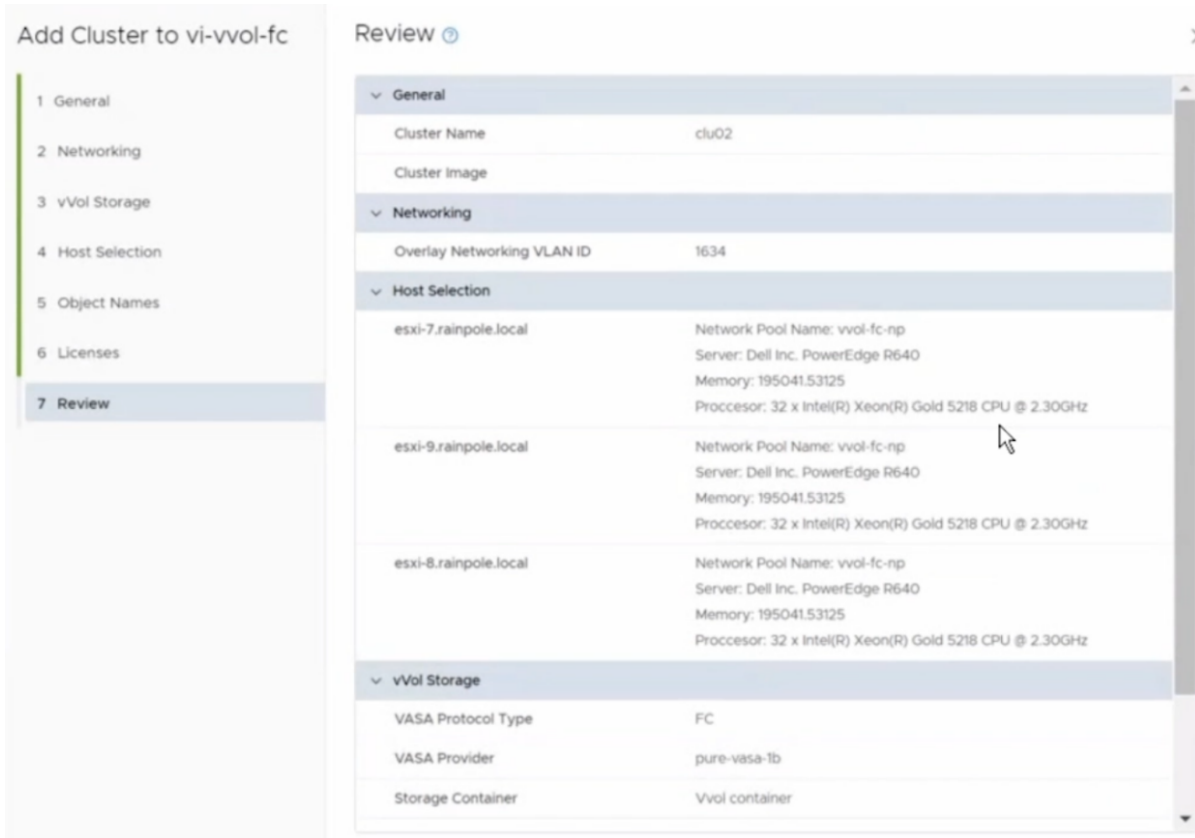 Add Cluster to vi-vvol-fc
1 General
2 Networking
3 vVol Storage
4 Host Selection
5 Object Names
6 Licenses
7 Review
Review
General
Cluster Name clu02
Cluster Image
Networking
Overlay Networking VLAN ID 1634
Host Selection
esxi-7.rainpole.local Network Pool Name: vvol-fc-np
Server: Dell Inc. PowerEdge R640
Memory: 195041.53125
Proccesor: 32 x Intel(R) Xeon(R) Gold 5218 CPU @ 2.30GHz
esxi-9.rainpole.local Network Pool Name: vvol-fc-np
Server: Dell Inc. PowerEdge R640
Memory: 195041.53125
Proccesor: 32 x Intel(R) Xeon(R) Gold 5218 CPU @ 2.30GHz
esxi-8.rainpole.local Network Pool Name: vvol-fc-np
Server: Dell Inc. PowerEdge R640
Memory: 195041.53125
Proccesor: 32 x Intel(R) Xeon(R) Gold 5218 CPU @ 2.30GHz
vVol Storage
VASA Protocol Type FC
VASA Provider pure-vasa-1b
Storage Container Vvol container